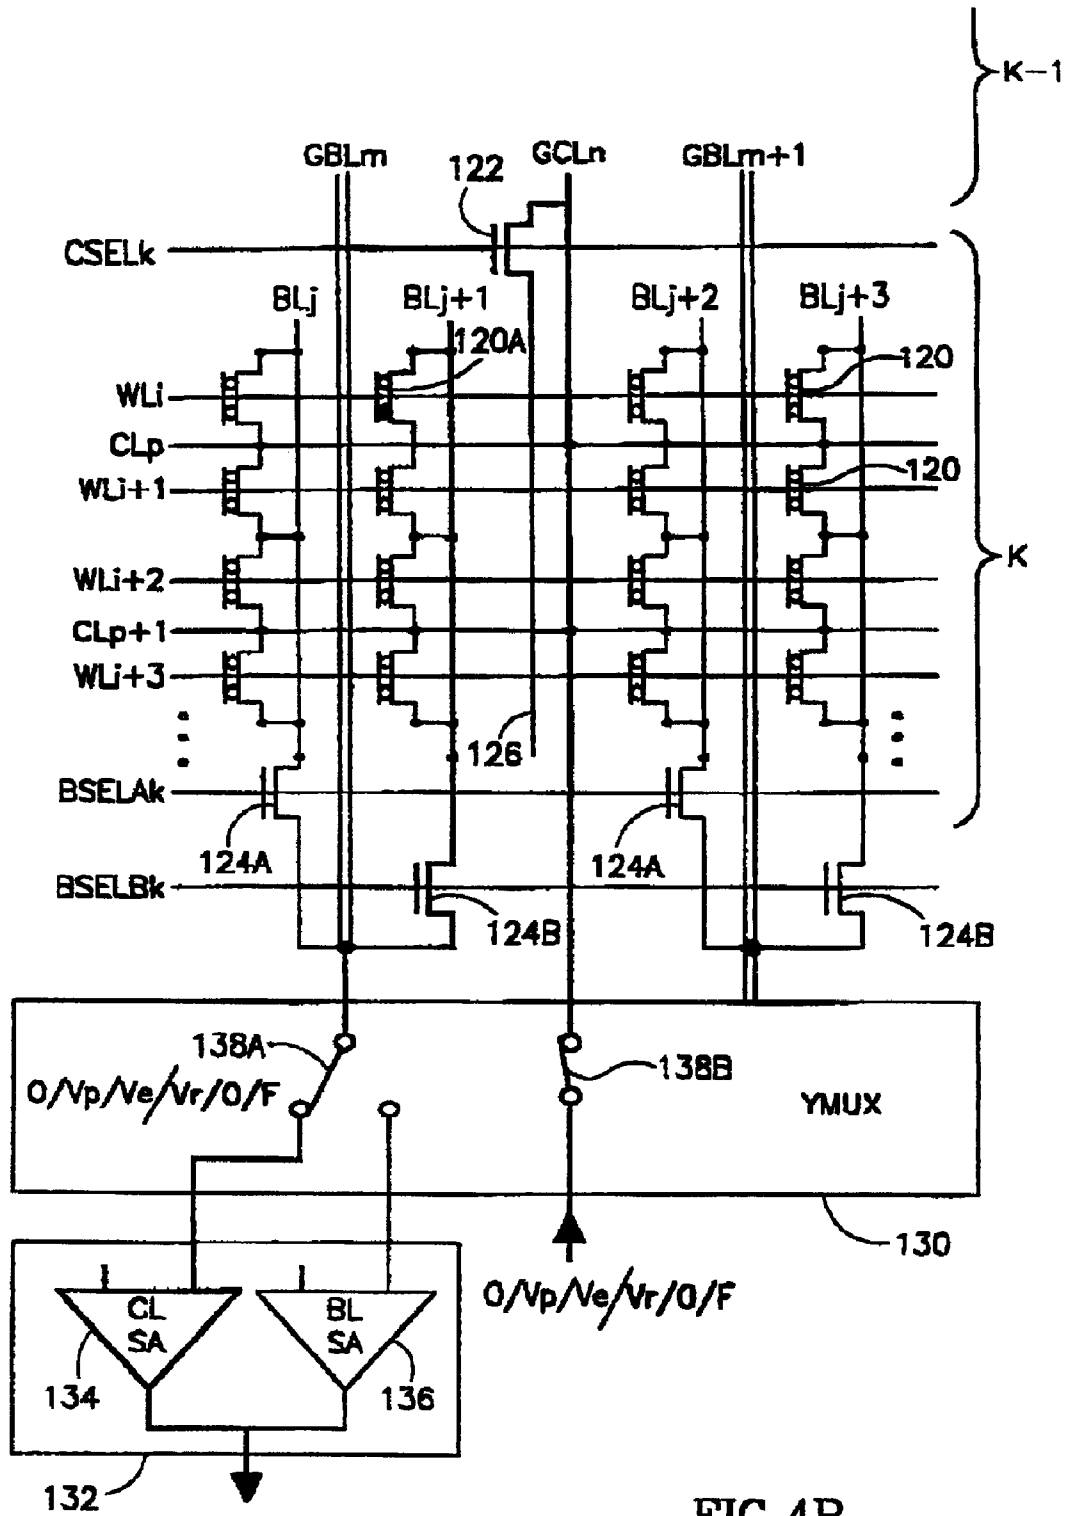 K-1
GBLm
122
GCLn
GBLm+1
CSELk
BLj
BLj+1
BLj+2
BLj+3
120A
120
WLi
CLp
120
WLi+1
K
WLi+2
CLp+1
WLi+3
126
BSELAk
124A
124A
BSELBk
124B
124B
138A
138B
0/Vp/Ve/Vr/0/F
YMUX
130
0/Vp/Ve/Vr/0/F
CL
SA
BL
SA
134
136
132
FIG.4B